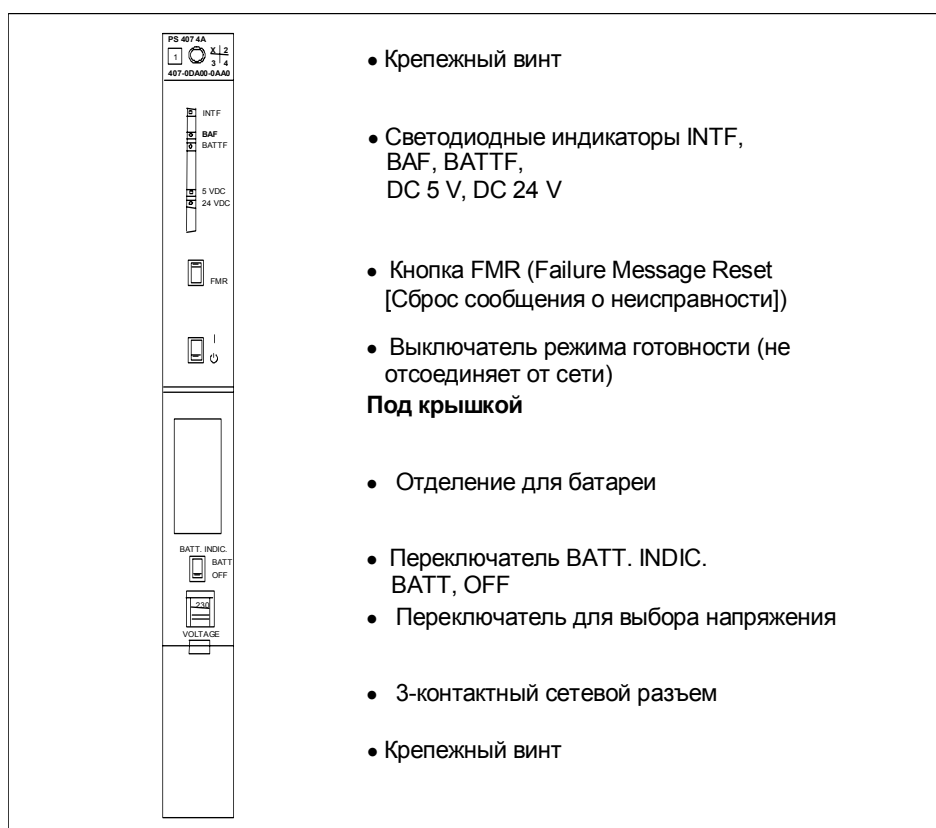 PS 407 4A
1
X 2
3 4
407-0DA00-0AA0
• Крепежный винт
INTF
BAF
BATTF
5 VDC
24 VDC
• Светодиодные индикаторы INTF,
BAF, BATTF,
DC 5 V, DC 24 V
FMR
• Кнопка FMR (Failure Message Reset
[Сброс сообщения о неисправности])
I
• Выключатель режима готовности (не
отсоединяет от сети)
Под крышкой
• Отделение для батареи
BATT. INDIC.
BATT
OFF
• Переключатель BATT. INDIC.
BATT, OFF
230
VOLTAGE
• Переключатель для выбора напряжения
• 3-контактный сетевой разъем
• Крепежный винт